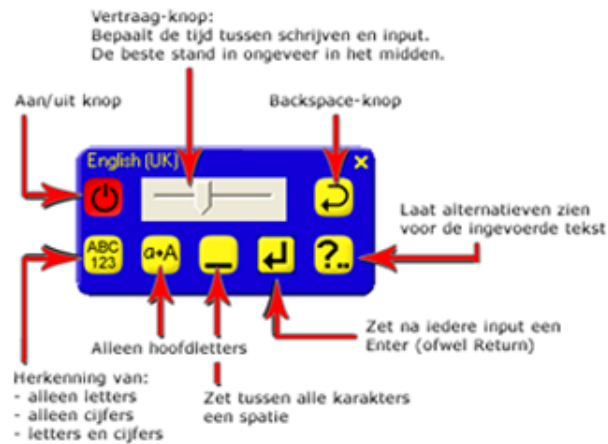 Vertraag-knop:
Bepaalt de tijd tussen schrijven en input.
De beste stand in ongeveer in het midden.
Aan/uit knop
Backspace-knop
English (UK)
Laat alternatieven zien
voor de ingevoerde tekst
ABC
123
a→A
?..
Alleen hoofdletters
Zet na iedere input een
Enter (ofwel Return)
Herkenning van:
- alleen letters
- alleen cijfers
- letters en cijfers
Zet tussen alle karakters
een spatie